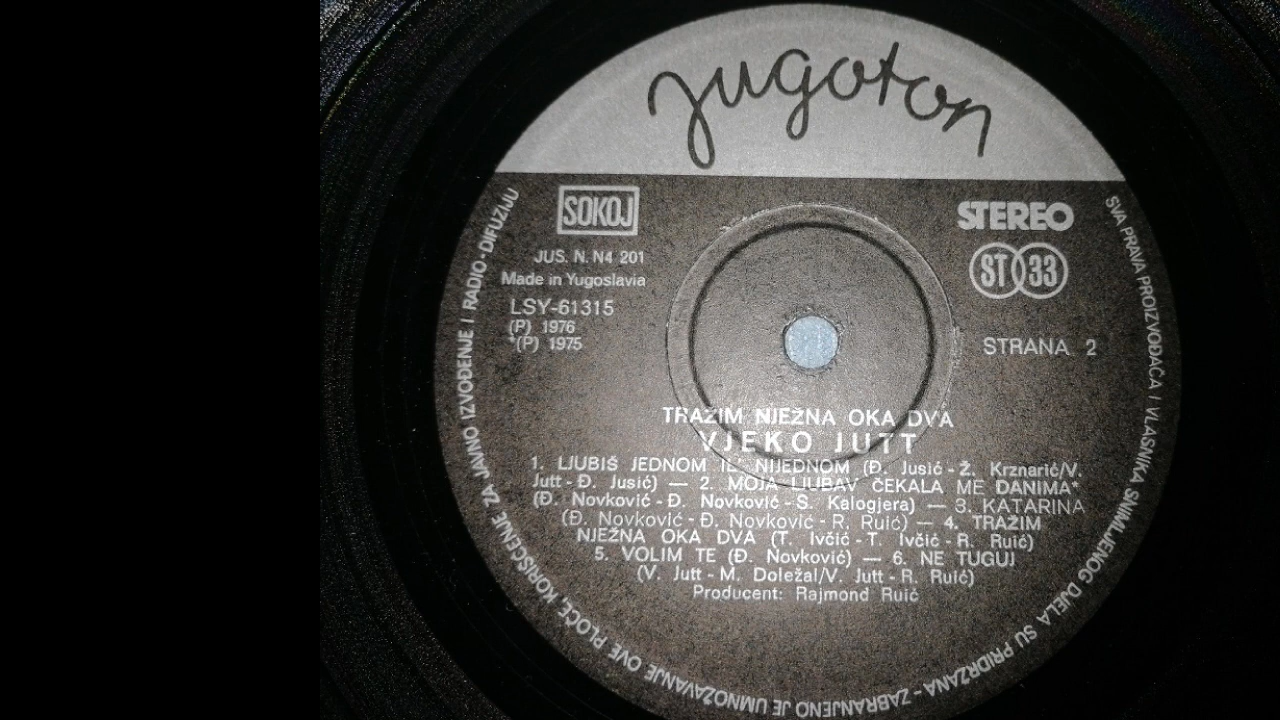 jugoton
SOKOJ
JUS. N. N4 201
Made in Yugoslavia
LSY-61315
(P) 1976
*(P) 1975
STEREO
ST 33
STRANA 2
TRAŽIM NJEŽNA OKA DVA
VJEKO JUTT
1. LJUBIŠ JEDNOM IL' NIJEDNOM (Đ. Jusić - Ž. Krznarić/V.
Jutt - Đ. Jusić) — 2. MOJA LJUBAV ČEKALA ME DANIMA*
(Đ. Novković - Đ. Novković - S. Kalogjera) — 3. KATARINA
(Đ. Novković - Đ. Novković - R. Ruić) — 4. TRAŽIM
NJEŽNA OKA DVA (T. Ivčić - T. Ivčić - R. Ruić)
5. VOLIM TE (Đ. Novković) — 6. NE TUGUJ
(V. Jutt - M. Doležal/V. Jutt - R. Ruić)
Producent: Rajmond Ruić
SVA PRAVA PROIZVOĐAČA I VLASNIKA SNIMLJENOG DJELA SU PRIDRŽANA - ZABRANJENO JE UMNOŽAVANJE OVE PLOČE, KORIŠĆENJE ZA JAVNO IZVOĐENJE I RADIO-DIFUZIJU